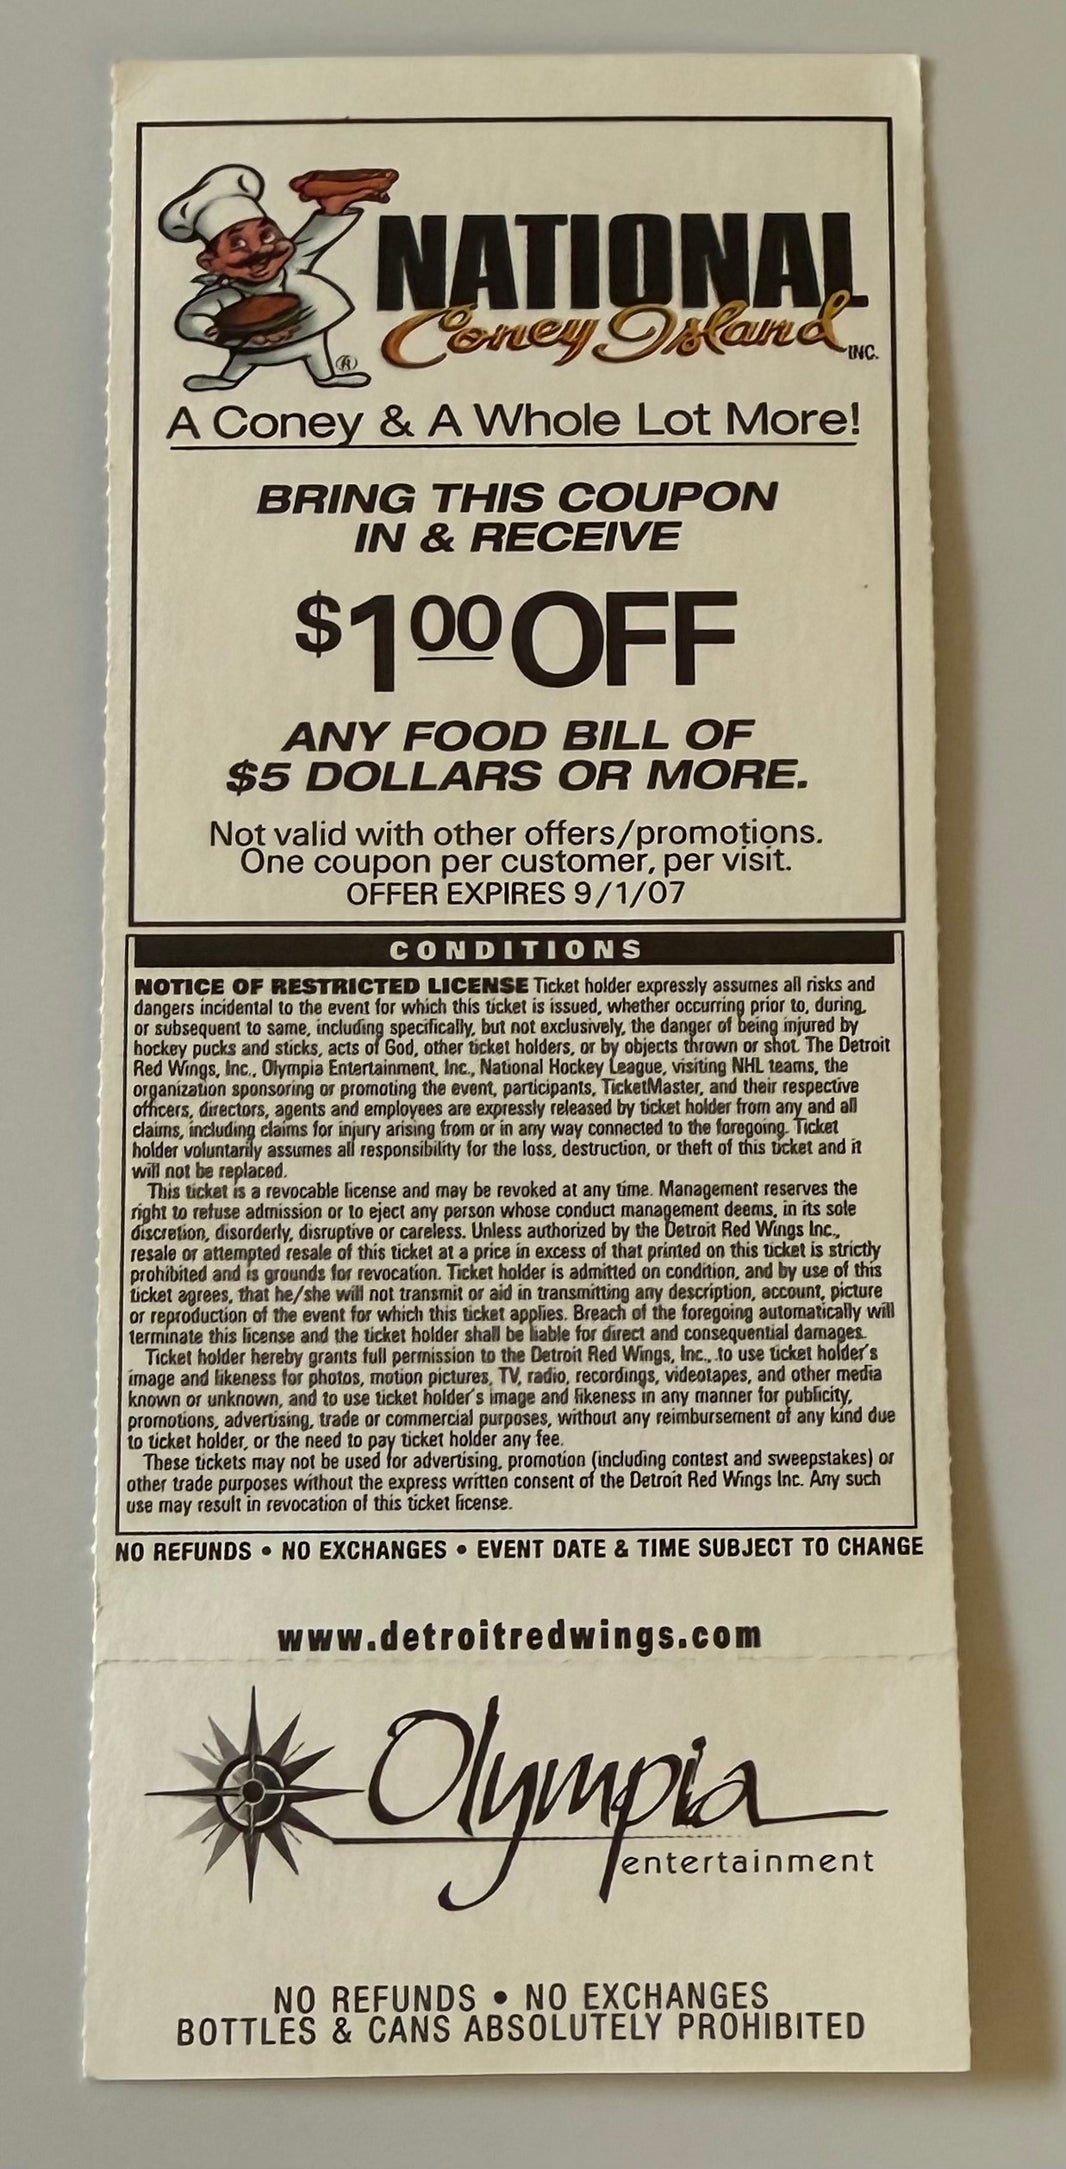 NATIONAL
Coney Island INC.
®
A Coney & A Whole Lot More!
BRING THIS COUPON
IN & RECEIVE
$1 00 OFF
ANY FOOD BILL OF
$5 DOLLARS OR MORE.
Not valid with other offers/promotions.
One coupon per customer, per visit.
OFFER EXPIRES 9/1/07
CONDITIONS
NOTICE OF RESTRICTED LICENSE Ticket holder expressly assumes all risks and
dangers incidental to the event for which this ticket is issued, whether occurring prior to, during,
or subsequent to same, including specifically, but not exclusively, the danger of being injured by
hockey pucks and sticks, acts of God, other ticket holders, or by objects thrown or shot. The Detroit
Red Wings, Inc., Olympia Entertainment, Inc., National Hockey League, visiting NHL teams, the
organization sponsoring or promoting the event, participants, TicketMaster, and their respective
officers, directors, agents and employees are expressly released by ticket holder from any and all
claims, including claims for injury arising from or in any way connected to the foregoing. Ticket
holder voluntarily assumes all responsibility for the loss, destruction, or theft of this ticket and it
will not be replaced.
This ticket is a revocable license and may be revoked at any time. Management reserves the
right to refuse admission or to eject any person whose conduct management deems, in its sole
discretion, disorderly, disruptive or careless. Unless authorized by the Detroit Red Wings Inc.,
resale or attempted resale of this ticket at a price in excess of that printed on this ticket is strictly
prohibited and is grounds for revocation. Ticket holder is admitted on condition, and by use of this
ticket agrees, that he/she will not transmit or aid in transmitting any description, account, picture
or reproduction of the event for which this ticket applies. Breach of the foregoing automatically will
terminate this license and the ticket holder shall be liable for direct and consequential damages.
Ticket holder hereby grants full permission to the Detroit Red Wings, Inc., .to use ticket holder's
image and likeness for photos, motion pictures, TV, radio, recordings, videotapes, and other media
known or unknown, and to use ticket holder's image and likeness in any manner for publicity,
promotions, advertising, trade or commercial purposes, without any reimbursement of any kind due
to ticket holder, or the need to pay ticket holder any fee.
These tickets may not be used for advertising, promotion (including contest and sweepstakes) or
other trade purposes without the express written consent of the Detroit Red Wings Inc. Any such
use may result in revocation of this ticket license.
NO REFUNDS • NO EXCHANGES • EVENT DATE & TIME SUBJECT TO CHANGE
www.detroitredwings.com
Olympia
entertainment
NO REFUNDS • NO EXCHANGES
BOTTLES & CANS ABSOLUTELY PROHIBITED